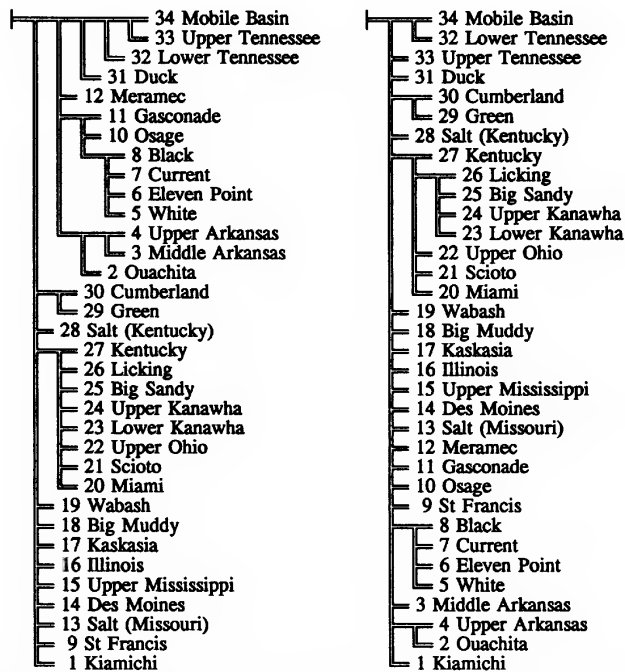 34 Mobile Basin
33 Upper Tennessee
32 Lower Tennessee
31 Duck
12 Meramec
11 Gasconade
10 Osage
8 Black
7 Current
6 Eleven Point
5 White
4 Upper Arkansas
3 Middle Arkansas
2 Ouachita
30 Cumberland
29 Green
28 Salt (Kentucky)
27 Kentucky
26 Licking
25 Big Sandy
24 Upper Kanawha
23 Lower Kanawha
22 Upper Ohio
21 Scioto
20 Miami
19 Wabash
18 Big Muddy
17 Kaskasia
16 Illinois
15 Upper Mississippi
14 Des Moines
13 Salt (Missouri)
9 St Francis
1 Kiamichi
34 Mobile Basin
32 Lower Tennessee
33 Upper Tennessee
31 Duck
30 Cumberland
29 Green
28 Salt (Kentucky)
27 Kentucky
26 Licking
25 Big Sandy
24 Upper Kanawha
23 Lower Kanawha
22 Upper Ohio
21 Scioto
20 Miami
19 Wabash
18 Big Muddy
17 Kaskasia
16 Illinois
15 Upper Mississippi
14 Des Moines
13 Salt (Missouri)
12 Meramec
11 Gasconade
10 Osage
9 St Francis
8 Black
7 Current
6 Eleven Point
5 White
3 Middle Arkansas
4 Upper Arkansas
2 Ouachita
1 Kiamichi